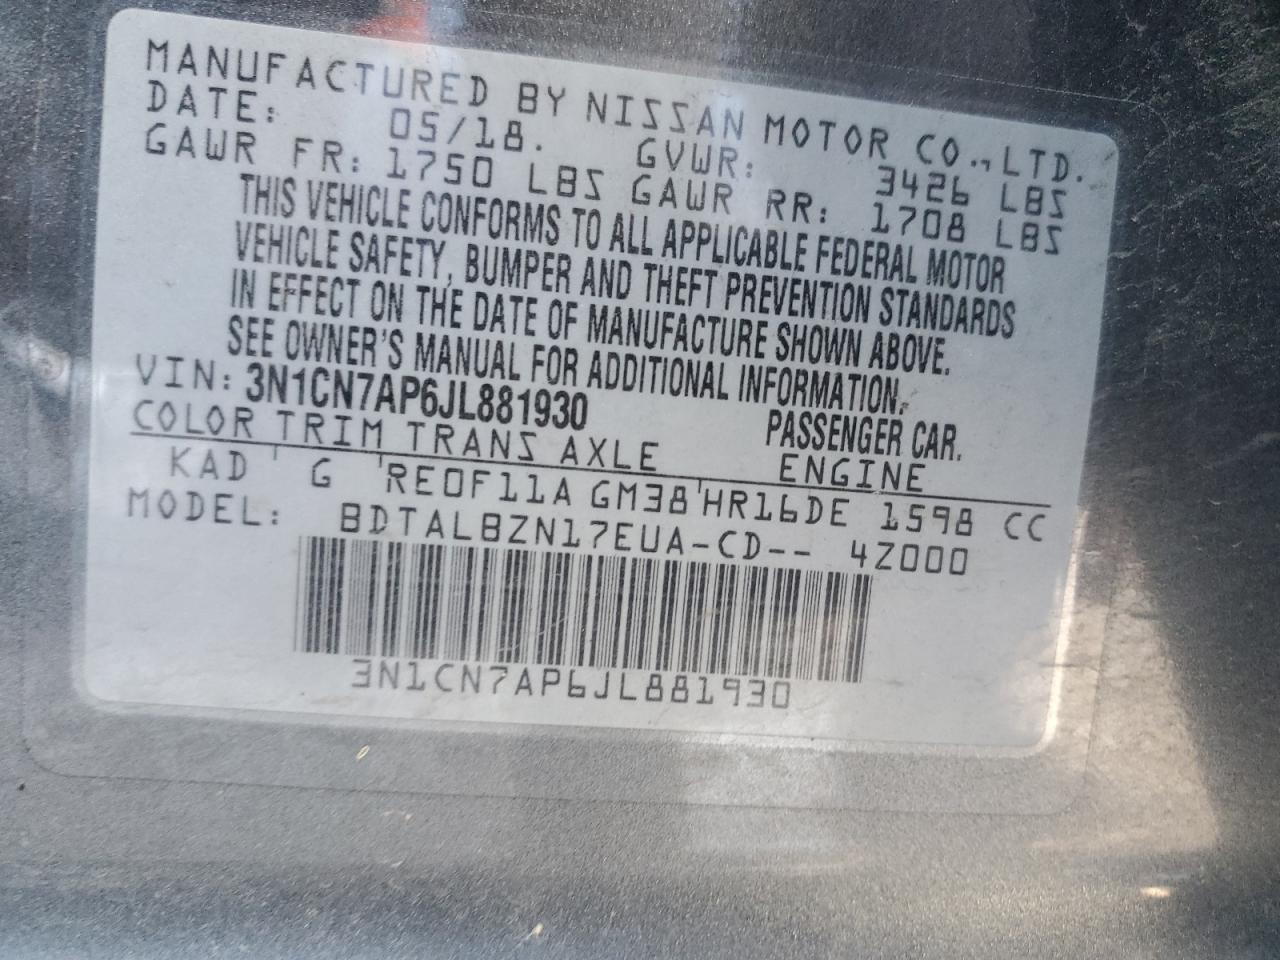 MANUFACTURED BY NISSAN MOTOR CO.,LTD.
DATE: 05/18. GVWR: 3426 LBS
GAWR FR: 1750 LBS GAWR RR: 1708 LBS
THIS VEHICLE CONFORMS TO ALL APPLICABLE FEDERAL MOTOR
VEHICLE SAFETY, BUMPER AND THEFT PREVENTION STANDARDS
IN EFFECT ON THE DATE OF MANUFACTURE SHOWN ABOVE.
SEE OWNER'S MANUAL FOR ADDITIONAL INFORMATION.
VIN: 3N1CN7AP6JL881930 PASSENGER CAR.
COLOR TRIM TRANS AXLE ENGINE
KAD G RE0F11A GM38 HR16DE 1598 CC
MODEL: BDTALBZN17EUA-CD-- 4Z000
3N1CN7AP6JL881930